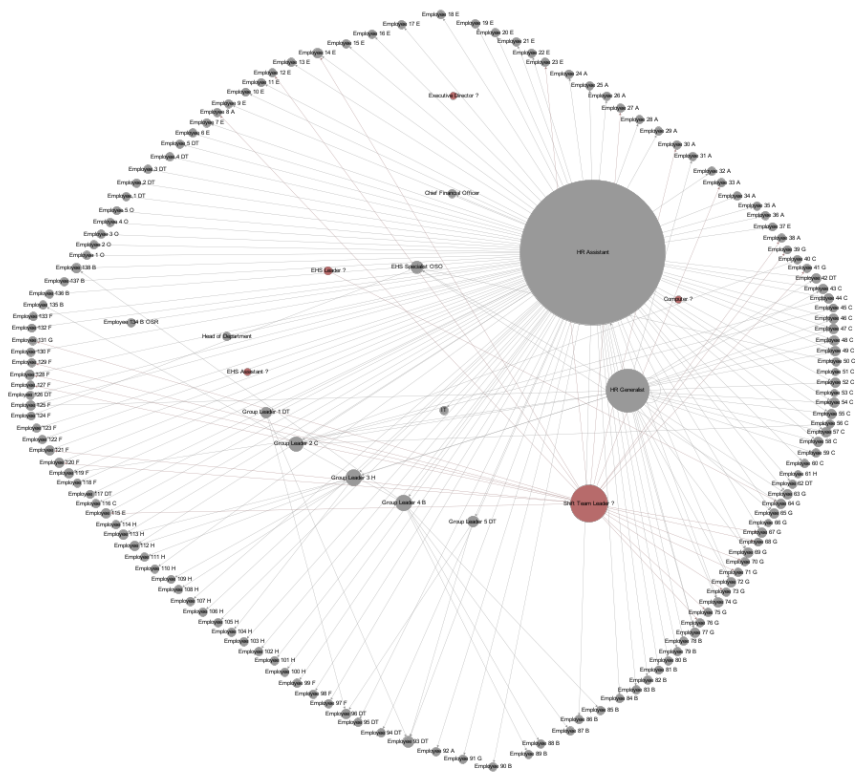 Employee 18 E
Employee 19 E
Employee 17 E
Employee 20 E
Employee 16 E
Employee 21 E
Employee 15 E
Employee 22 E
Employee 14 E
Employee 23 E
Employee 13 E
Employee 24 A
Employee 12 E
Employee 11 E
Employee 25 A
Employee 10 E
Executive Director ?
Employee 26 A
Employee 9 E
Employee 27 A
Employee 8 A
Employee 28 A
Employee 7 E
Employee 29 A
Employee 6 E
Employee 5 DT
Employee 30 A
Employee 4 DT
Employee 31 A
Employee 3 DT
Employee 32 A
Employee 2 DT
Employee 33 A
Employee 1 DT
Chief Financial Officer
Employee 34 A
Employee 35 A
Employee 5 O
Employee 36 A
Employee 4 O
Employee 37 E
Employee 3 O
Employee 38 A
Employee 2 O
Employee 39 G
HR Assistant
Employee 1 O
Employee 40 C
Employee 138 B
EHS Leader ?
EHS Specialist OSO
Employee 41 G
Employee 137 B
Employee 42 DT
Employee 43 C
Employee 136 B
Computer ?
Employee 44 C
Employee 135 B
Employee 45 C
Employee 133 F
Employee 46 C
Employee 134 B OSR
Employee 132 F
Employee 47 C
Head of Department
Employee 131 G
Employee 48 C
Employee 130 F
Employee 49 C
Employee 129 F
Employee 50 C
EHS Assistant ?
Employee 51 C
Employee 128 F
Employee 52 C
Employee 127 F
HR Generalist
Employee 53 C
Employee 126 DT
Employee 54 C
Employee 125 F
Group Leader 1 DT
IT
Employee 55 C
Employee 124 F
Employee 56 C
Employee 123 F
Employee 57 C
Employee 122 F
Group Leader 2 C
Employee 58 C
Employee 121 F
Employee 59 C
Employee 120 F
Employee 60 C
Employee 119 F
Group Leader 3 H
Employee 61 H
Employee 118 F
Employee 62 DT
Employee 117 DT
Employee 63 G
Employee 116 C
Group Leader 4 B
Shift Team Leader ?
Employee 64 G
Employee 115 E
Employee 65 G
Employee 114 H
Group Leader 5 DT
Employee 66 G
Employee 113 H
Employee 67 G
Employee 112 H
Employee 68 G
Employee 111 H
Employee 69 G
Employee 110 H
Employee 70 G
Employee 109 H
Employee 71 G
Employee 108 H
Employee 72 G
Employee 107 H
Employee 73 G
Employee 106 H
Employee 74 G
Employee 105 H
Employee 75 G
Employee 104 H
Employee 76 G
Employee 103 H
Employee 77 G
Employee 102 H
Employee 78 B
Employee 101 H
Employee 79 B
Employee 100 H
Employee 80 B
Employee 99 F
Employee 81 B
Employee 98 F
Employee 82 B
Employee 97 F
Employee 83 B
Employee 96 DT
Employee 84 B
Employee 95 DT
Employee 85 B
Employee 94 DT
Employee 86 B
Employee 93 DT
Employee 87 B
Employee 92 A
Employee 88 B
Employee 91 G
Employee 89 B
Employee 90 B